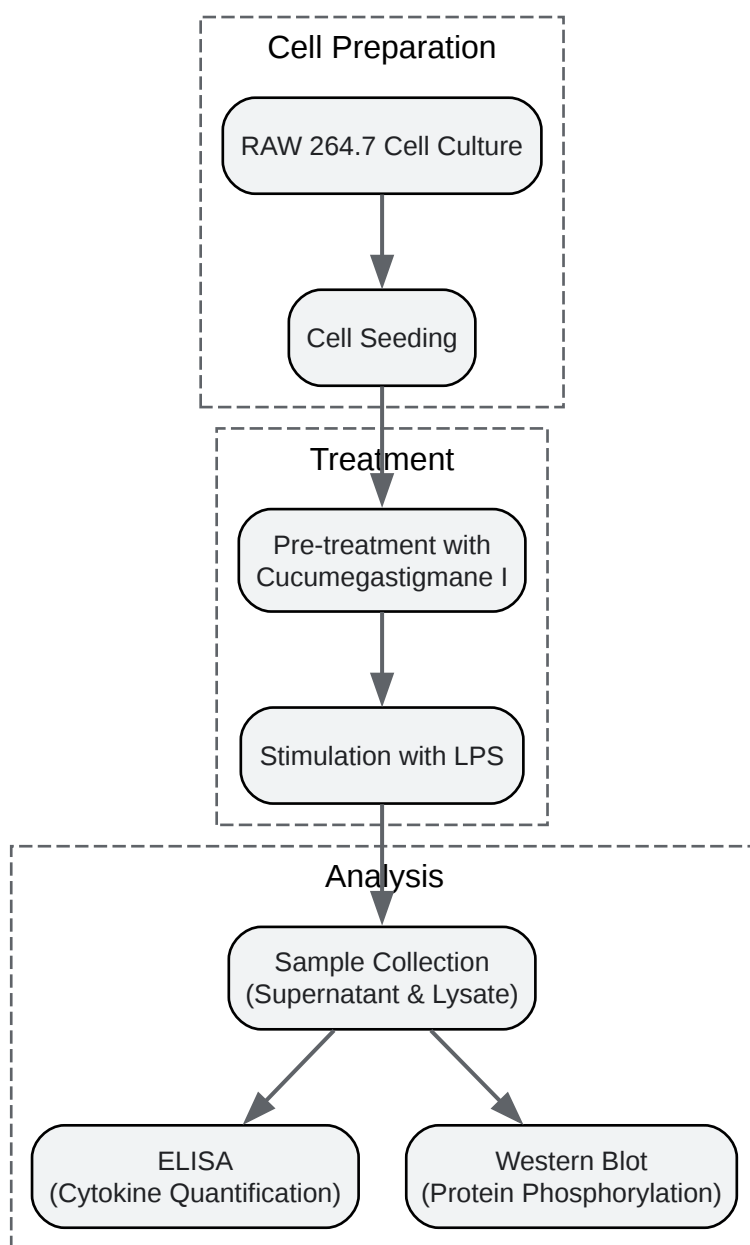 Cell Preparation
RAW 264.7 Cell Culture
Cell Seeding
Treatment
Pre-treatment with
Cucumegastigmane I
Stimulation with LPS
Analysis
Sample Collection
(Supernatant & Lysate)
ELISA
(Cytokine Quantification)
Western Blot
(Protein Phosphorylation)